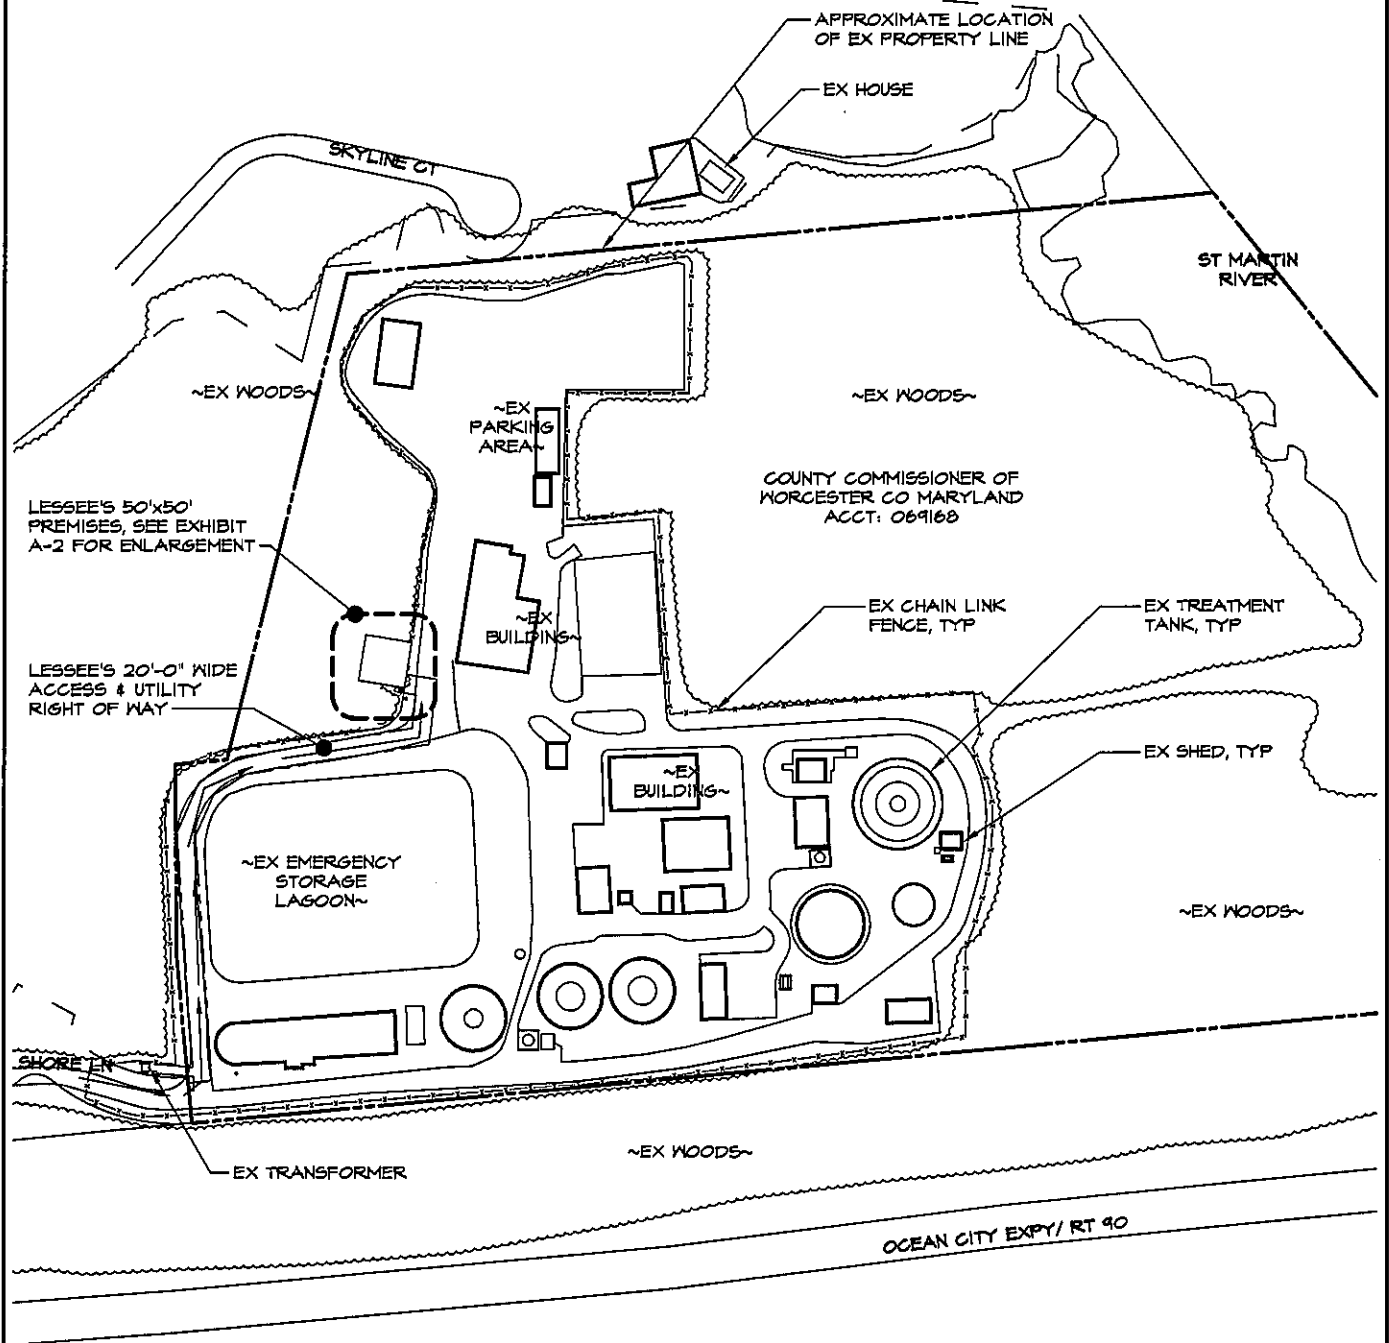 APPROXIMATE LOCATION
OF EX PROPERTY LINE
EX HOUSE
SKYLINE CT
ST MARTIN
RIVER
~EX WOODS~
~EX WOODS~
~EX
PARKING
AREA~
COUNTY COMMISSIONER OF
WORCESTER CO MARYLAND
ACCT: 069168
LESSEE'S 50'x50'
PREMISES, SEE EXHIBIT
A-2 FOR ENLARGEMENT
EX CHAIN LINK
FENCE, TYP
EX TREATMENT
TANK, TYP
~EX
BUILDING~
LESSEE'S 20'-0" WIDE
ACCESS & UTILITY
RIGHT OF WAY
EX SHED, TYP
~EX
BUILDING~
~EX EMERGENCY
STORAGE
LAGOON~
~EX WOODS~
SHORE LN
~EX WOODS~
EX TRANSFORMER
OCEAN CITY EXPY/ RT 90